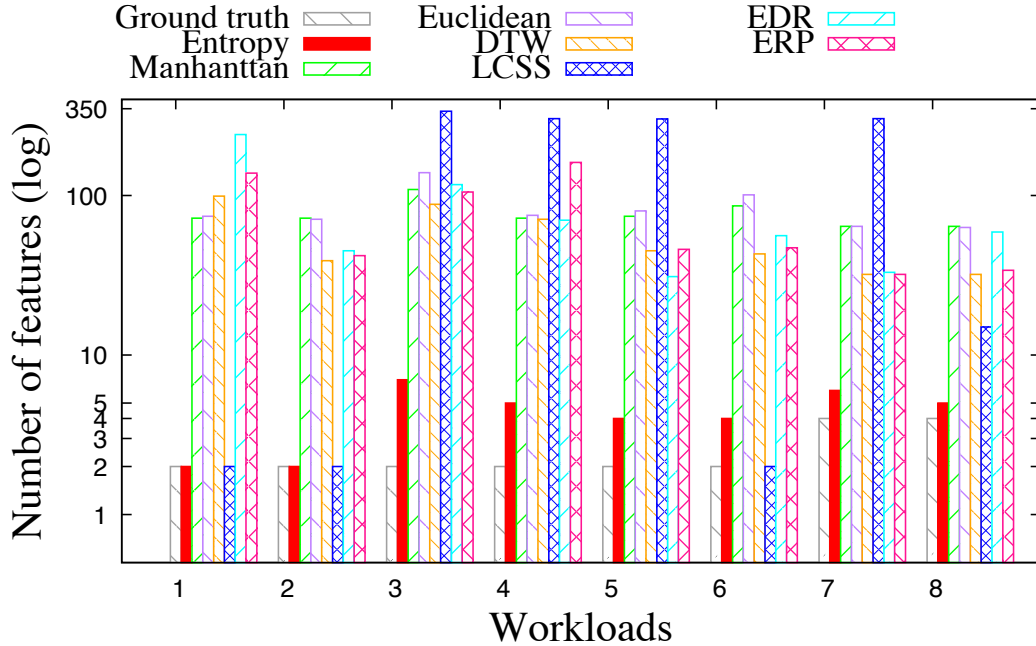 Ground truth Euclidean EDR
Entropy DTW ERP
Manhanttan LCSS
Number of features (log)
350
100
10
5
4
3
2
1
1 2 3 4 5 6 7 8
Workloads